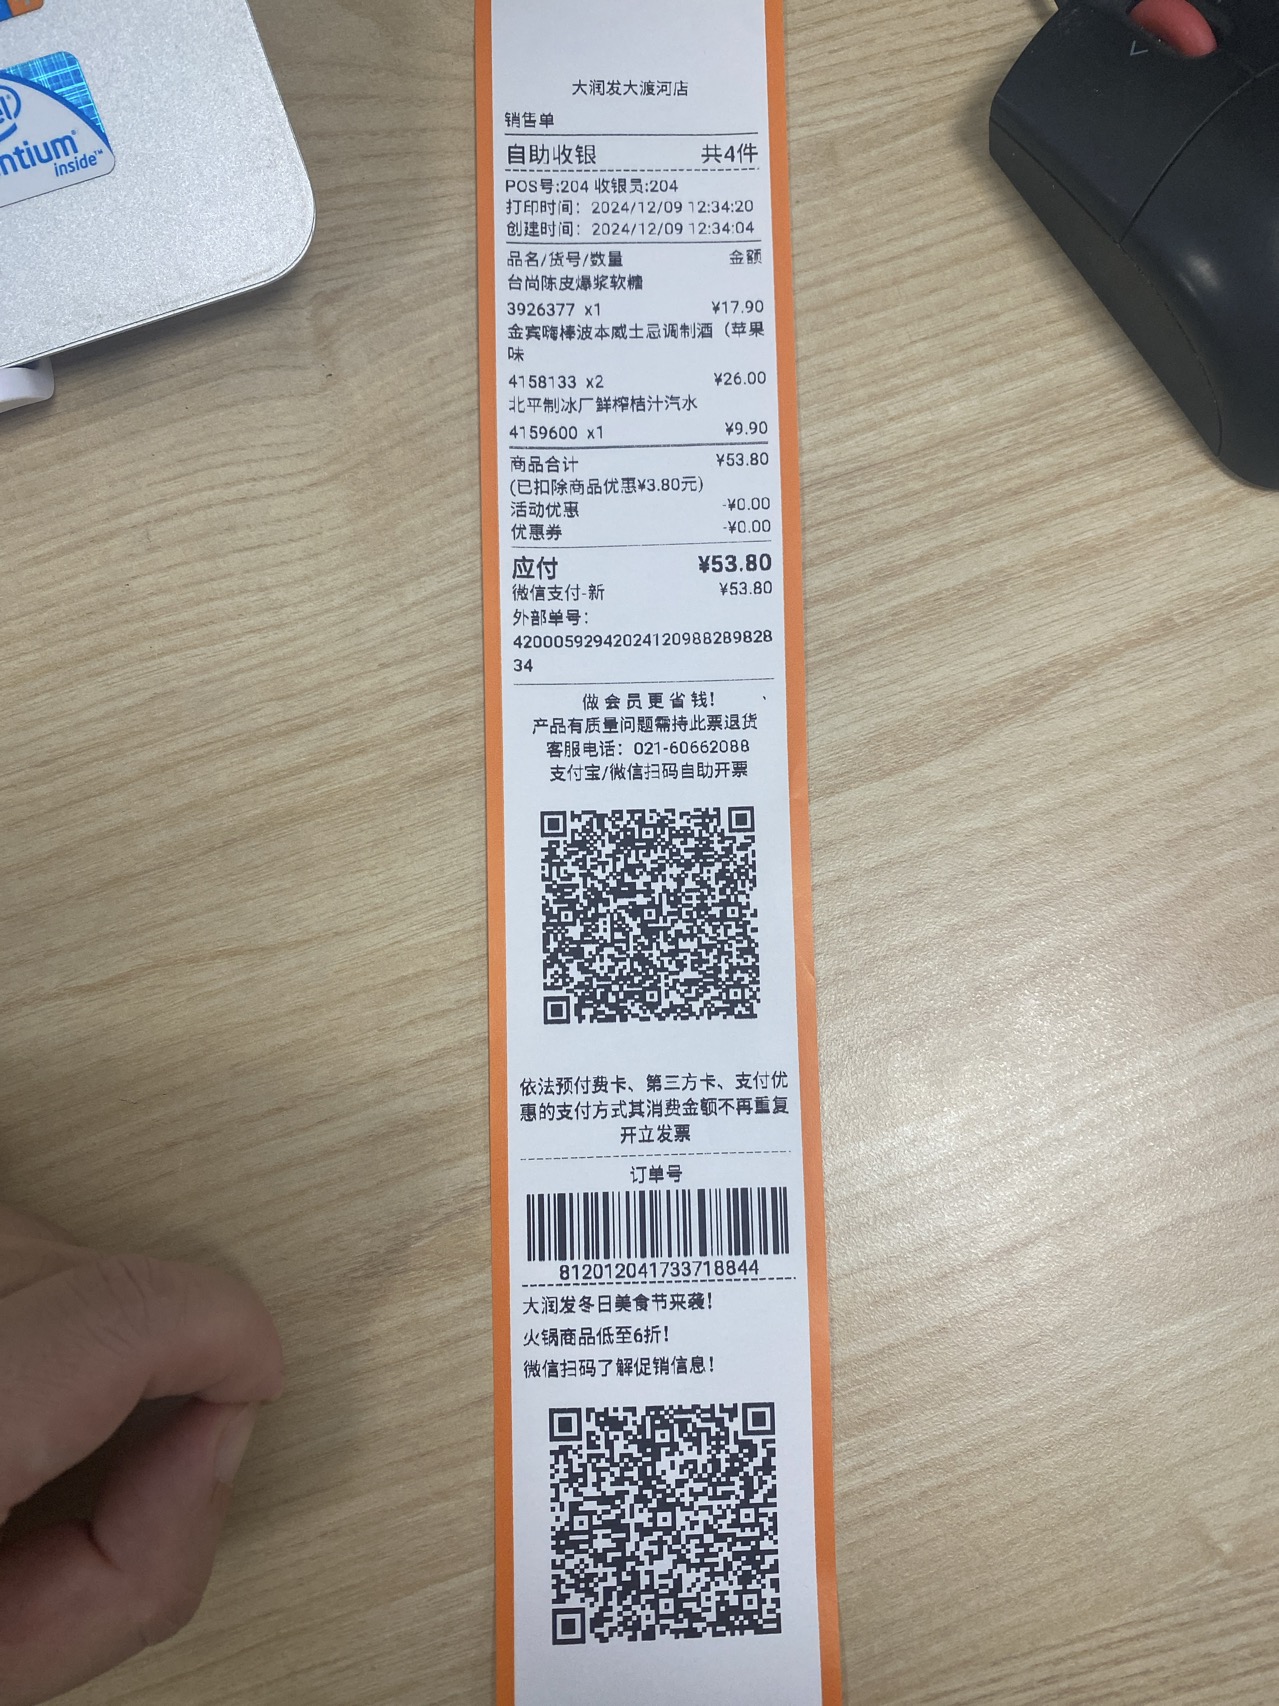 ntium®
inside™
大润发大渡河店
销售单
自助收银 共4件
POS号:204 收银员:204
打印时间: 2024/12/09 12:34:20
创建时间: 2024/12/09 12:34:04
品名/货号/数量 金额
台尚陈皮爆浆软糖
3926377 x1 ¥17.90
金宾嗨棒波本威士忌调制酒（苹果
味
4158133 x2 ¥26.00
北平制冰厂鲜榨桔汁汽水
4159600 x1 ¥9.90
商品合计 ¥53.80
(已扣除商品优惠¥3.80元)
活动优惠 -¥0.00
优惠券 -¥0.00
应付 ¥53.80
微信支付-新 ¥53.80
外部单号:
42000592942024120988289828
34
做会员更省钱!
产品有质量问题需持此票退货
客服电话: 021-60662088
支付宝/微信扫码自助开票
依法预付费卡、第三方卡、支付优
惠的支付方式其消费金额不再重复
开立发票
订单号
812012041733718844
大润发冬日美食节来袭!
火锅商品低至6折!
微信扫码了解促销信息!